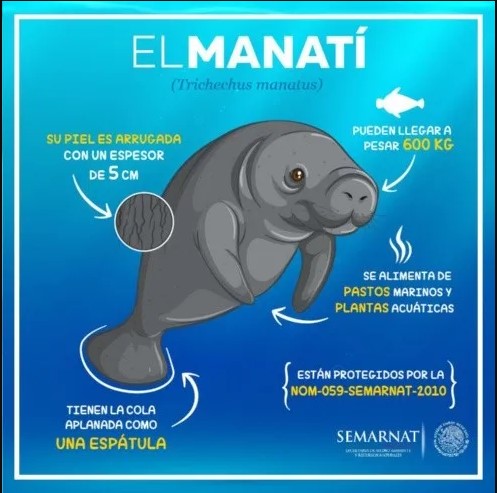 EL MANATÍ
(Trichechus manatus)
SU PIEL ES ARRUGADA
CON UN ESPESOR
DE 5 CM
PUEDEN LLEGAR A
PESAR 600 KG
SE ALIMENTA DE
PASTOS MARINOS Y
PLANTAS ACUÁTICAS
ESTÁN PROTEGIDOS POR LA
NOM-059-SEMARNAT-2010
TIENEN LA COLA
APLANADA COMO
UNA ESPÁTULA
SEMARNAT